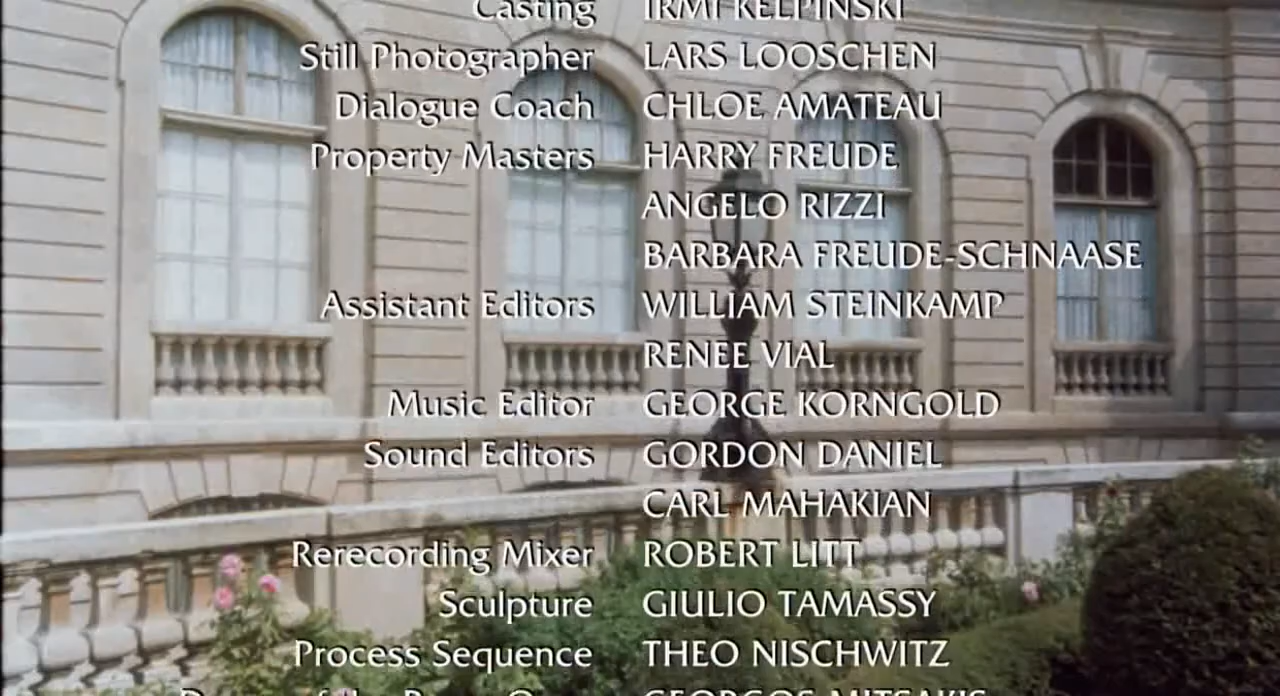 Casting IRMI KELPINSKI
Still Photographer LARS LOOSCHEN
Dialogue Coach CHLOE AMATEAU
Property Masters HARRY FREUDE
ANGELO RIZZI
BARBARA FREUDE-SCHNAASE
Assistant Editors WILLIAM STEINKAMP
RENEE VIAL
Music Editor GEORGE KORNGOLD
Sound Editors GORDON DANIEL
CARL MAHAKIAN
Rerecording Mixer ROBERT LITT
Sculpture GIULIO TAMASSY
Process Sequence THEO NISCHWITZ
GEORGOS MITSAKIS